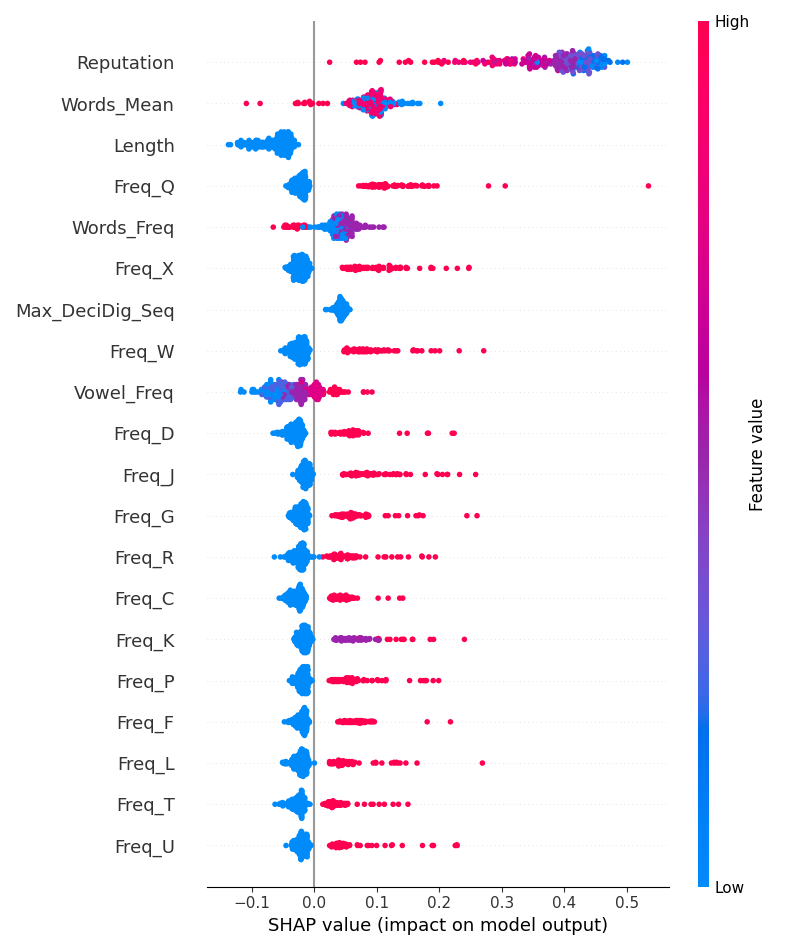 High
Reputation
Words_Mean
Length
Freq_Q
Words_Freq
Freq_X
Max_DeciDig_Seq
Freq_W
Vowel_Freq
Freq_D
Freq_J
Freq_G
Freq_R
Freq_C
Freq_K
Freq_P
Freq_F
Freq_L
Freq_T
Freq_U
Feature value
Low
−0.1 0.0 0.1 0.2 0.3 0.4 0.5
SHAP value (impact on model output)